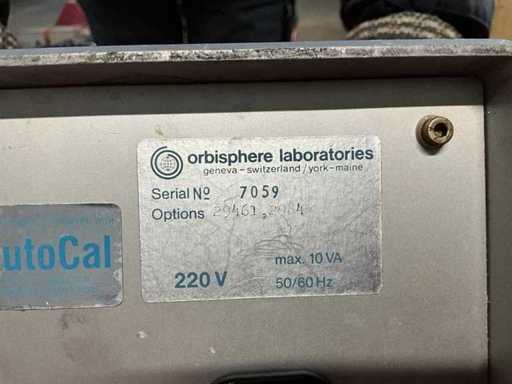 orbisphere laboratories
geneva – switzerland / york – maine
Serial Nº 7059
Options
220 V
max. 10 VA
50/60 Hz
utoCal